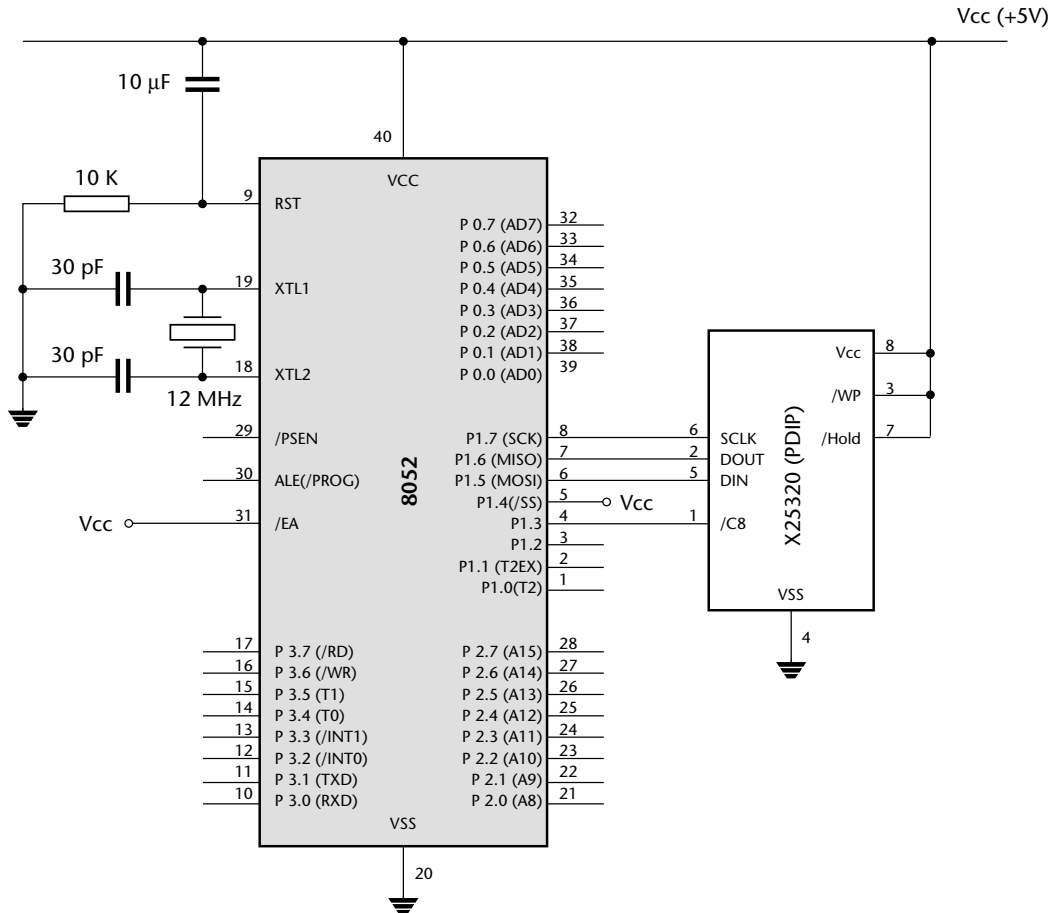 Vcc (+5V)
10 μF
40
VCC
10 K
9
RST
30 pF
19
XTL1
30 pF
18
XTL2
12 MHz
29
/PSEN
30
ALE(/PROG)
Vcc
31
/EA
17
P 3.7 (/RD)
16
P 3.6 (/WR)
15
P 3.5 (T1)
14
P 3.4 (T0)
13
P 3.3 (/INT1)
12
P 3.2 (/INT0)
11
P 3.1 (TXD)
10
P 3.0 (RXD)
8052
P 0.7 (AD7)
32
P 0.6 (AD6)
33
P 0.5 (AD5)
34
P 0.4 (AD4)
35
P 0.3 (AD3)
36
P 0.2 (AD2)
37
P 0.1 (AD1)
38
P 0.0 (AD0)
39
P1.7 (SCK)
8
P1.6 (MISO)
7
P1.5 (MOSI)
6
P1.4(/SS)
5
Vcc
P1.3
4
P1.2
3
P1.1 (T2EX)
2
P1.0(T2)
1
P 2.7 (A15)
28
P 2.6 (A14)
27
P 2.5 (A13)
26
P 2.4 (A12)
25
P 2.3 (A11)
24
P 2.2 (A10)
23
P 2.1 (A9)
22
P 2.0 (A8)
21
VSS
20
6
SCLK
2
DOUT
5
DIN
1
/C8
X25320 (PDIP)
Vcc
8
/WP
3
/Hold
7
VSS
4